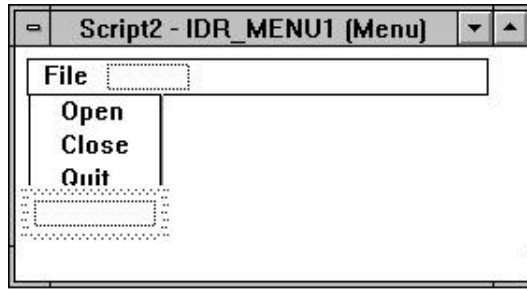 Script2 - IDR_MENU1 (Menu)
File
Open
Close
Quit